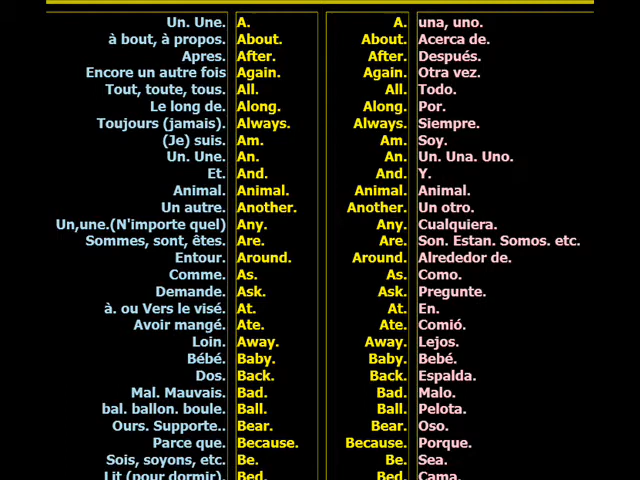 Un. Une. A. A. una, uno.
à bout, à propos. About. About. Acerca de.
Apres. After. After. Después.
Encore un autre fois Again. Again. Otra vez.
Tout, toute, tous. All. All. Todo.
Le long de. Along. Along. Por.
Toujours (jamais). Always. Always. Siempre.
(Je) suis. Am. Am. Soy.
Un. Une. An. An. Un. Una. Uno.
Et. And. And. Y.
Animal. Animal. Animal. Animal.
Un autre. Another. Another. Un otro.
Un,une.(N'importe quel) Any. Any. Cualquiera.
Sommes, sont, êtes. Are. Are. Son. Estan. Somos. etc.
Entour. Around. Around. Alrededor de.
Comme. As. As. Como.
Demande. Ask. Ask. Pregunte.
à. ou Vers le visé. At. At. En.
Avoir mangé. Ate. Ate. Comió.
Loin. Away. Away. Lejos.
Bébé. Baby. Baby. Bebé.
Dos. Back. Back. Espalda.
Mal. Mauvais. Bad. Bad. Malo.
bal. ballon. boule. Ball. Ball. Pelota.
Ours. Supporte.. Bear. Bear. Oso.
Parce que. Because. Because. Porque.
Sois, soyons, etc. Be. Be. Sea.
Lit (pour dormir). Bed. Bed. Cama.